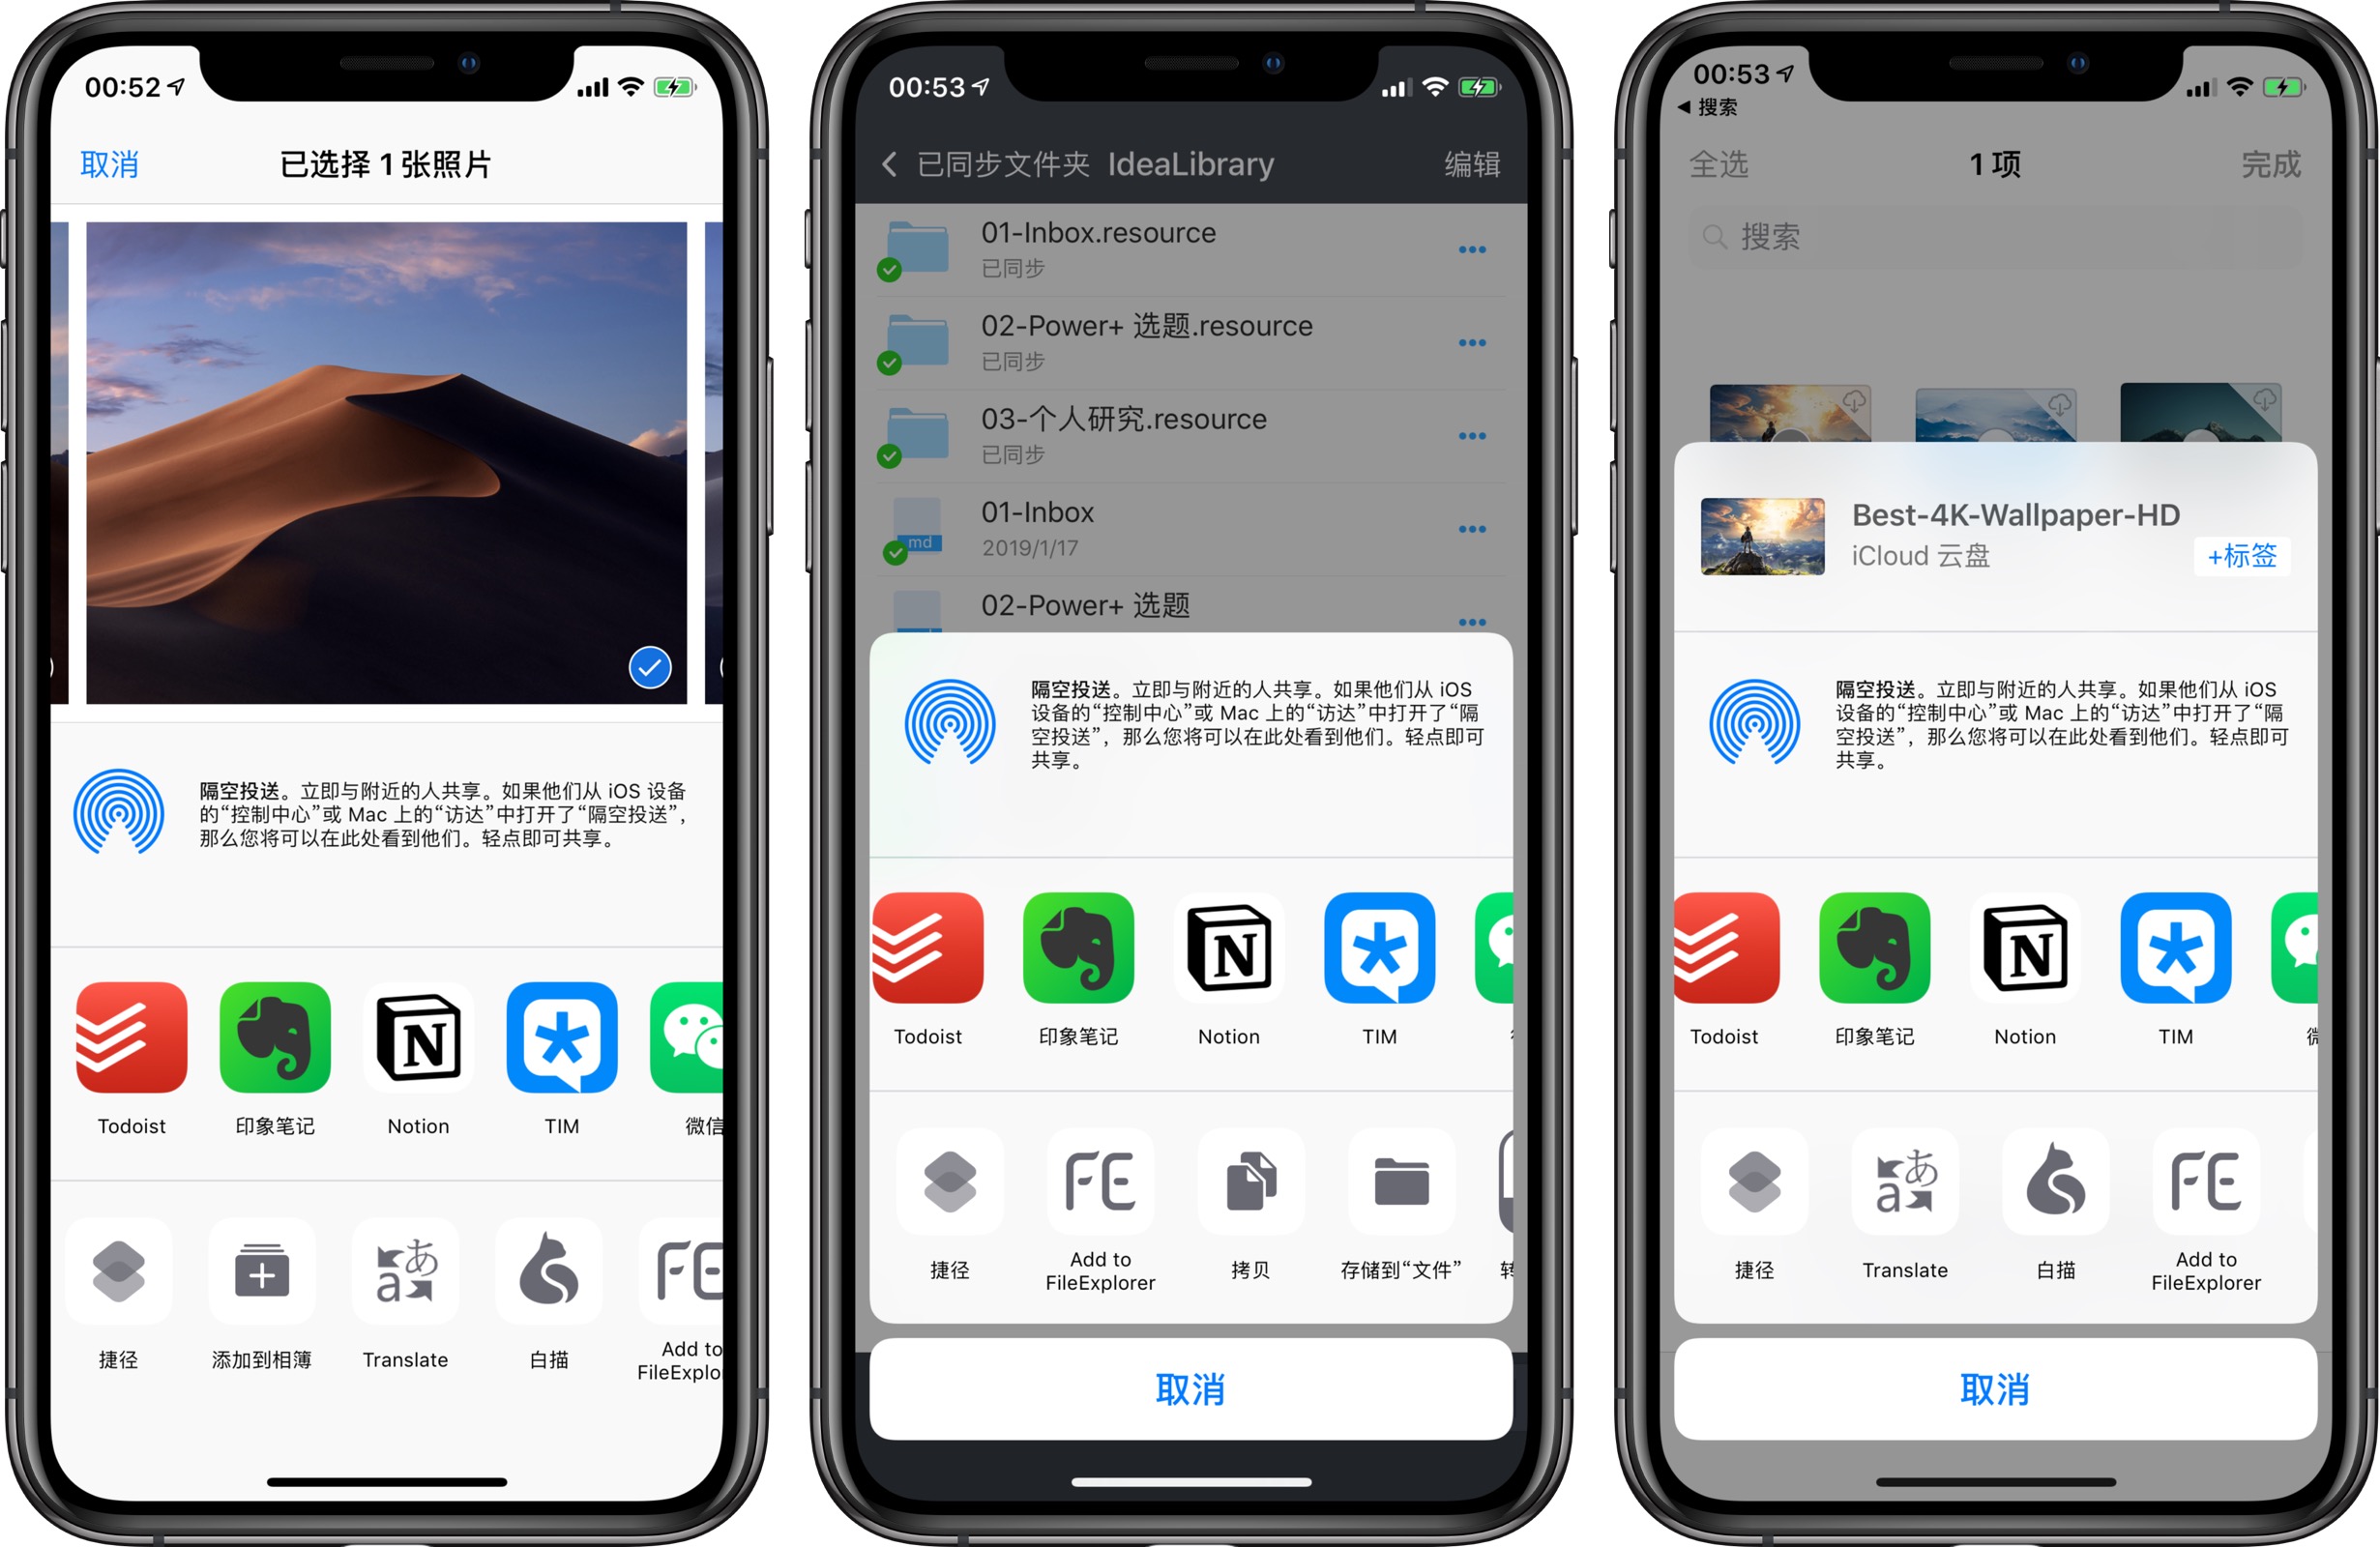 00:52
取消
已选择 1 张照片
隔空投送。立即与附近的人共享。如果他们从 iOS 设备
的“控制中心”或 Mac 上的“访达”中打开了“隔空投送”，
那么您将可以在此处看到他们。轻点即可共享。
Todoist
印象笔记
Notion
TIM
微信
捷径
添加到相簿
Translate
白描
Add to
FileExplo
00:53
已同步文件夹
IdeaLibrary
编辑
01-Inbox.resource
已同步
02-Power+ 选题.resource
已同步
03-个人研究.resource
已同步
01-Inbox
md
2019/1/17
02-Power+ 选题
隔空投送。立即与附近的人共享。如果他们从 iOS
设备的“控制中心”或 Mac 上的“访达”中打开了“隔
空投送”，那么您将可以在此处看到他们。轻点即可
共享。
Todoist
印象笔记
Notion
TIM
捷径
Add to
FileExplorer
拷贝
存储到“文件”
00:53
搜索
全选
1 项
完成
搜索
Best-4K-Wallpaper-HD
iCloud 云盘
+标签
隔空投送。立即与附近的人共享。如果他们从 iOS
设备的“控制中心”或 Mac 上的“访达”中打开了“隔
空投送”，那么您将可以在此处看到他们。轻点即可
共享。
Todoist
印象笔记
Notion
TIM
捷径
Translate
白描
Add to
FileExplorer
取消
取消